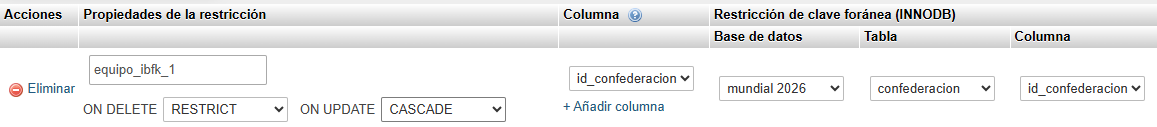 Acciones Propiedades de la restricción Columna Restricción de clave foránea (INNODB)
Base de datos Tabla Columna
equipo_ibfk_1
Eliminar id_confederacion mundial 2026 confederacion id_confederacion
ON DELETE RESTRICT ON UPDATE CASCADE + Añadir columna